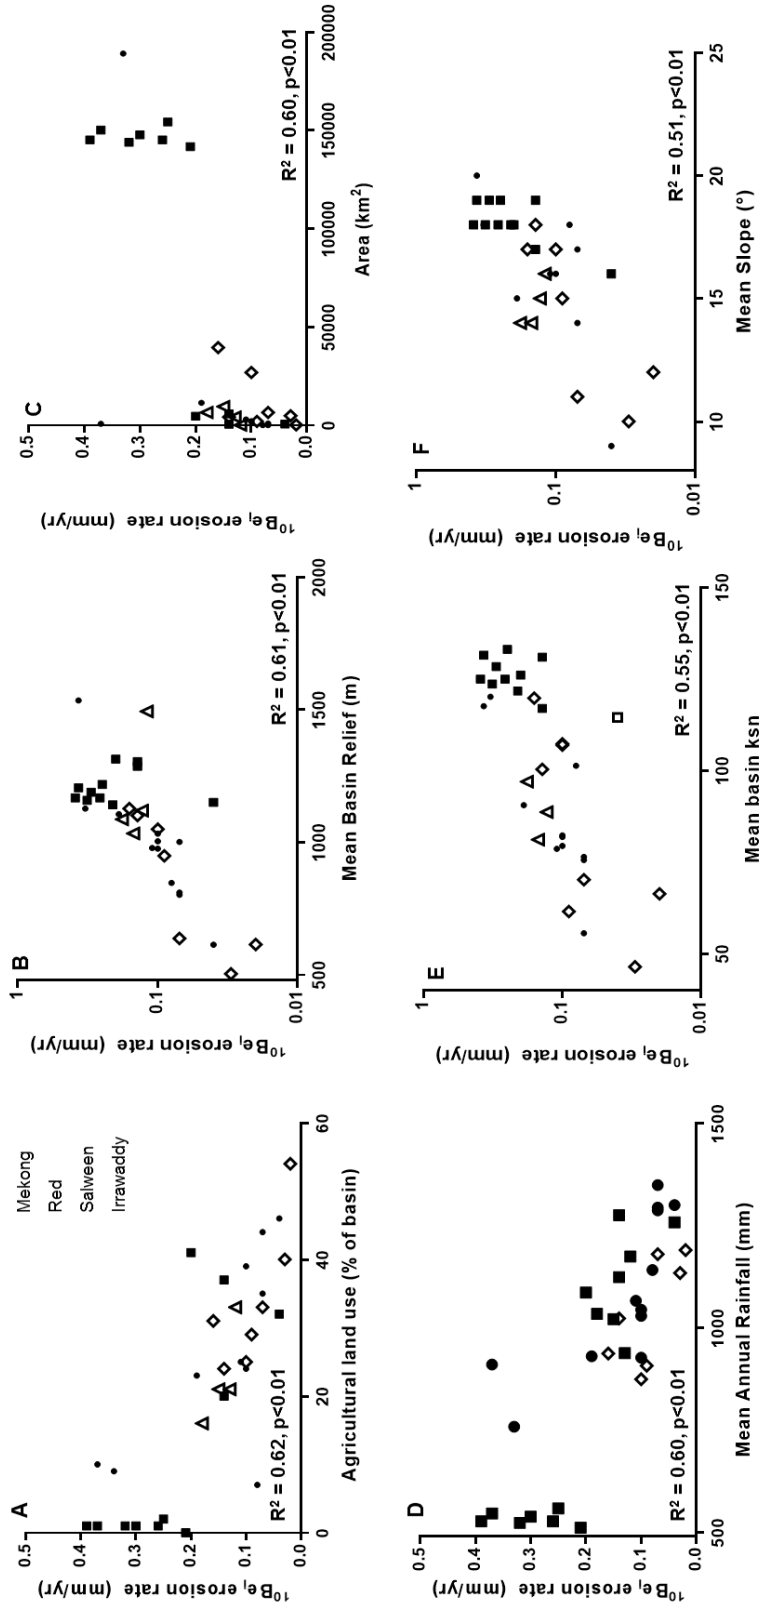 A
Mekong
Red
Salween
Irrawaddy
0.5
0.4
0.3
0.2
0.1
0.0
0
20
40
60
R² = 0.62, p<0.01
Agricultural land use (% of basin)
¹⁰Beᵢ erosion rate (mm/yr)
B
1
0.1
0.01
500
1000
1500
2000
R² = 0.61, p<0.01
Mean Basin Relief (m)
¹⁰Beᵢ erosion rate (mm/yr)
C
0.5
0.4
0.3
0.2
0.1
0.0
0
50000
100000
150000
200000
R² = 0.60, p<0.01
Area (km²)
¹⁰Beᵢ erosion rate (mm/yr)
D
0.5
0.4
0.3
0.2
0.1
0.0
500
1000
1500
R² = 0.60, p<0.01
Mean Annual Rainfall (mm)
¹⁰Beᵢ erosion rate (mm/yr)
E
1
0.1
0.01
50
100
150
R² = 0.55, p<0.01
Mean basin ksn
¹⁰Beᵢ erosion rate (mm/yr)
F
1
0.1
0.01
10
15
20
25
R² = 0.51, p<0.01
Mean Slope (°)
¹⁰Beᵢ erosion rate (mm/yr)